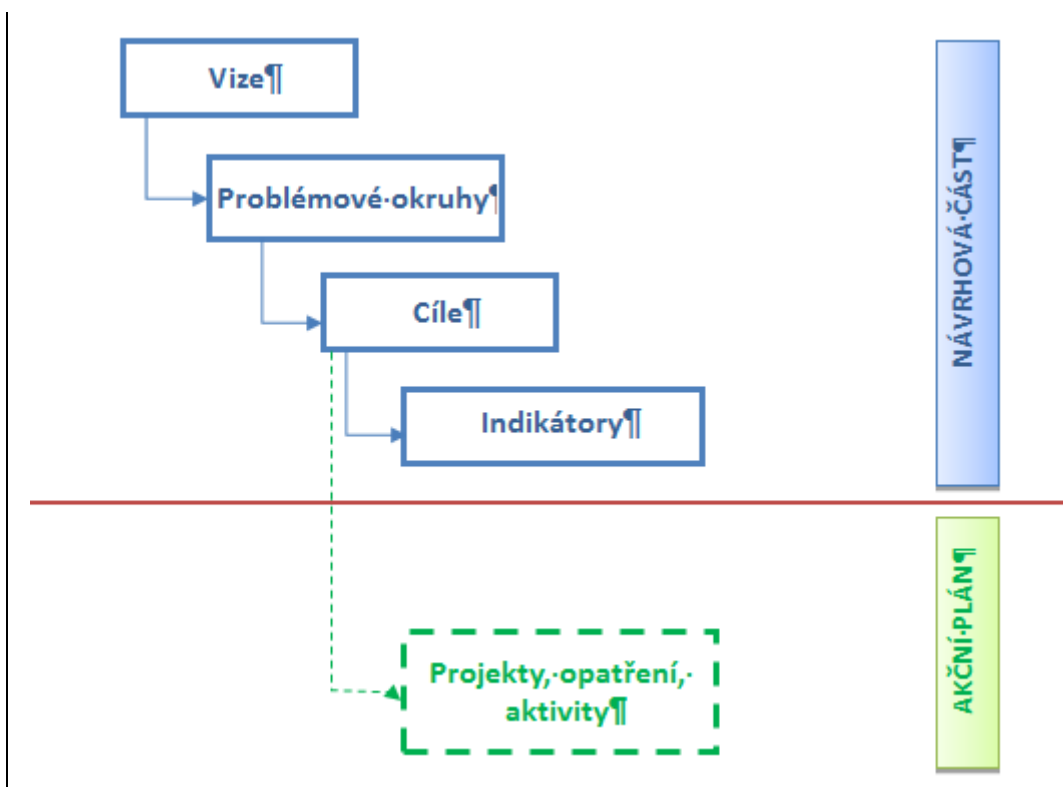 Vize¶
Problémové·okruhy¶
Cíle¶
Indikátory¶
NÁVRHOVÁ·ČÁST¶
Projekty,·opatření,·
aktivity¶
AKČNÍ·PLÁN¶